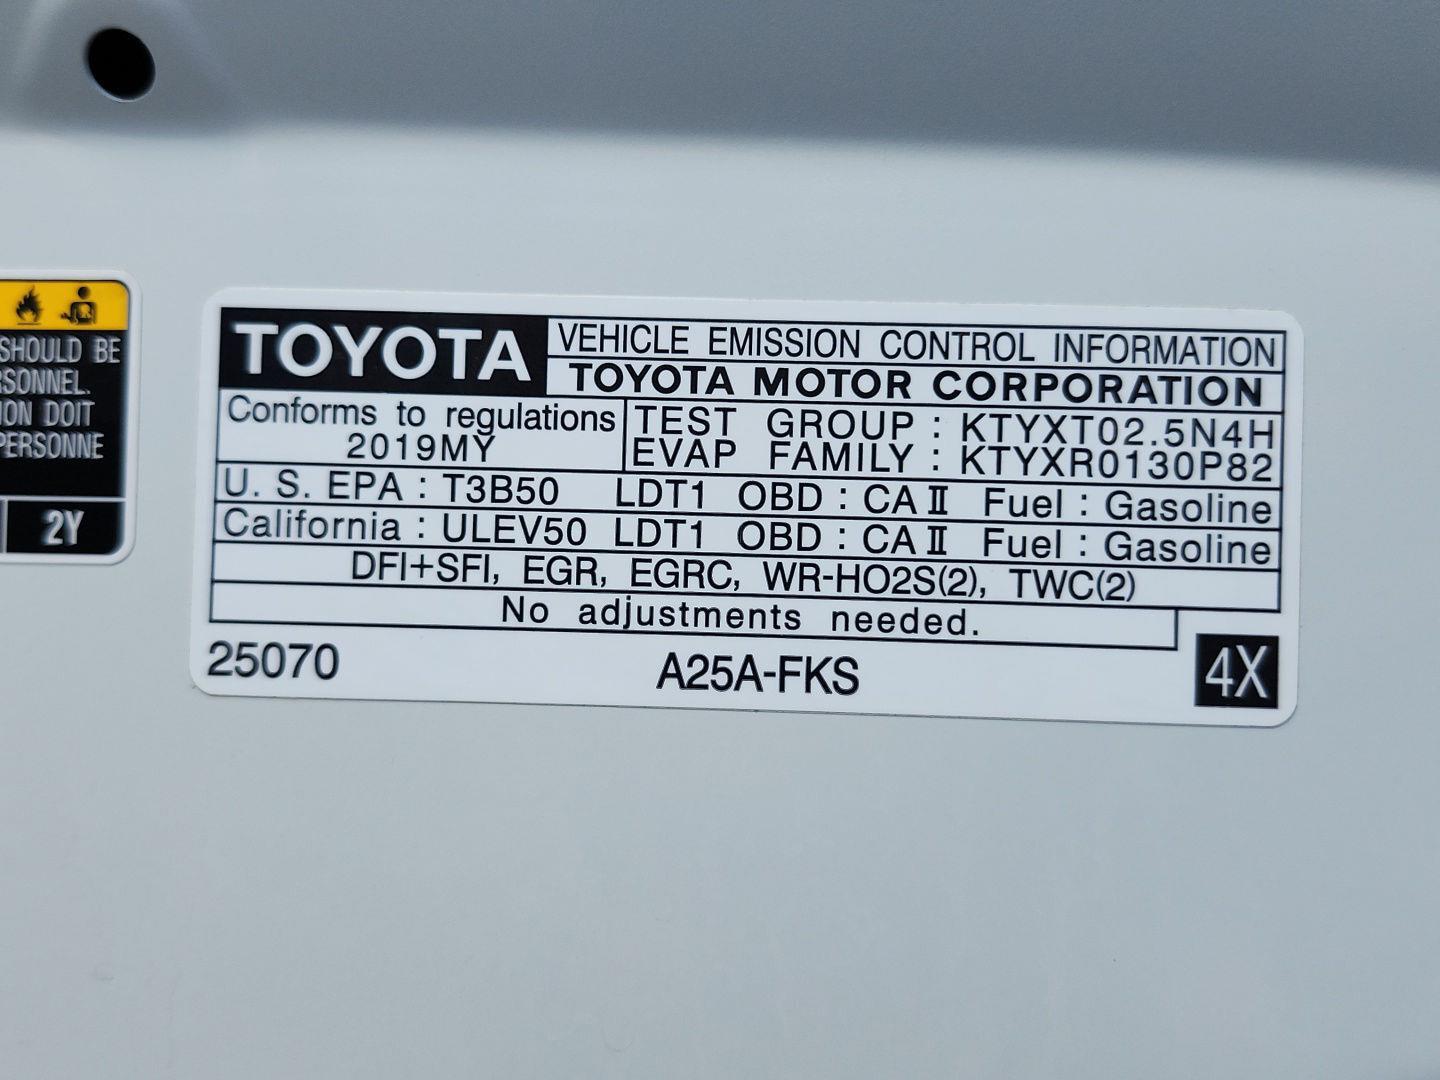 SHOULD BE
RSONNEL.
ION DOIT
PERSONNE
2Y
TOYOTA
VEHICLE EMISSION CONTROL INFORMATION
TOYOTA MOTOR CORPORATION
Conforms to regulations
2019MY
TEST GROUP : KTYXT02.5N4H
EVAP FAMILY : KTYXR0130P82
U. S. EPA : T3B50 LDT1 OBD : CA II Fuel : Gasoline
California : ULEV50 LDT1 OBD : CA II Fuel : Gasoline
DFI+SFI, EGR, EGRC, WR-HO2S(2), TWC(2)
No adjustments needed.
25070 A25A-FKS 4X